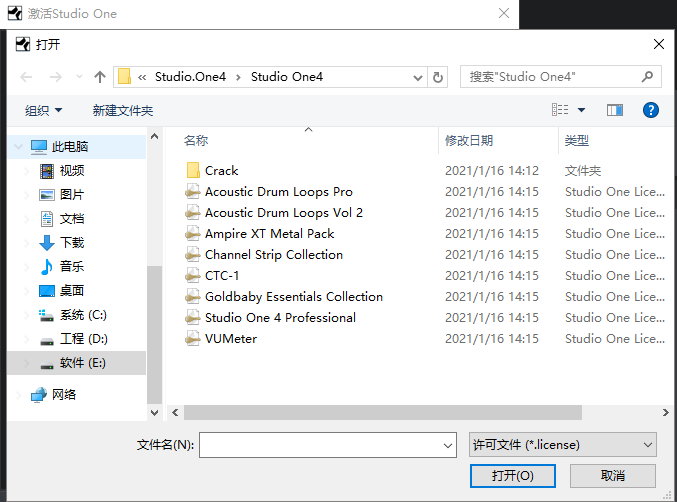 激活Studio One
打开
« Studio.One4 › Studio One4
搜索"Studio One4"
组织 新建文件夹
名称 修改日期 类型
此电脑
视频
图片
文档
下载
音乐
桌面
系统 (C:)
工程 (D:)
软件 (E:)
网络
Crack 2021/1/16 14:12 文件夹
Acoustic Drum Loops Pro 2021/1/16 14:15 Studio One Lice...
Acoustic Drum Loops Vol 2 2021/1/16 14:15 Studio One Lice...
Ampire XT Metal Pack 2021/1/16 14:15 Studio One Lice...
Channel Strip Collection 2021/1/16 14:15 Studio One Lice...
CTC-1 2021/1/16 14:15 Studio One Lice...
Goldbaby Essentials Collection 2021/1/16 14:15 Studio One Lice...
Studio One 4 Professional 2021/1/16 14:15 Studio One Lice...
VUMeter 2021/1/16 14:15 Studio One Lice...
文件名(N): 许可文件 (*.license)
打开(O) 取消